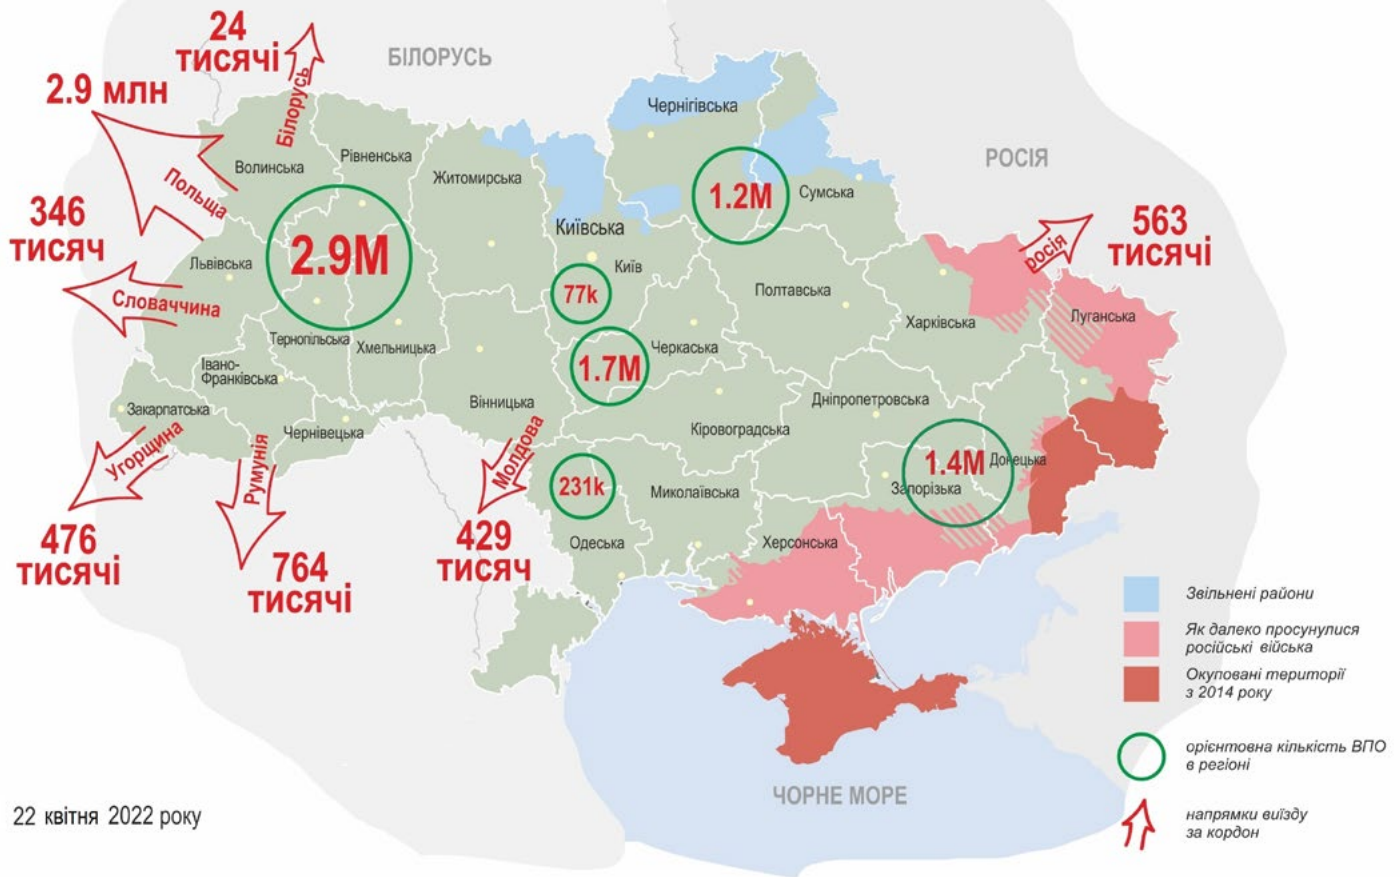 24
тисячі
Білорусь
БІЛОРУСЬ
2.9 млн
Польща
346
тисяч
Словаччина
Волинська
Рівненська
Житомирська
Чернігівська
Сумська
1.2М
РОСІЯ
росія
563
тисячі
Київська
Київ
77k
2.9М
Львівська
Тернопільська
Хмельницька
Івано-
Франківська
Закарпатська
Чернівецька
Вінницька
1.7М
Черкаська
Полтавська
Харківська
Луганська
Дніпропетровська
Кіровоградська
1.4М
Донецька
Запорізька
Миколаївська
231k
Одеська
Херсонська
Угорщина
476
тисячі
Румунія
764
тисячі
Молдова
429
тисяч
ЧОРНЕ МОРЕ
22 квітня 2022 року
Звільнені райони
Як далеко просунулися
російські війська
Окуповані території
з 2014 року
орієнтовна кількість ВПО
в регіоні
напрямки виїзду
за кордон